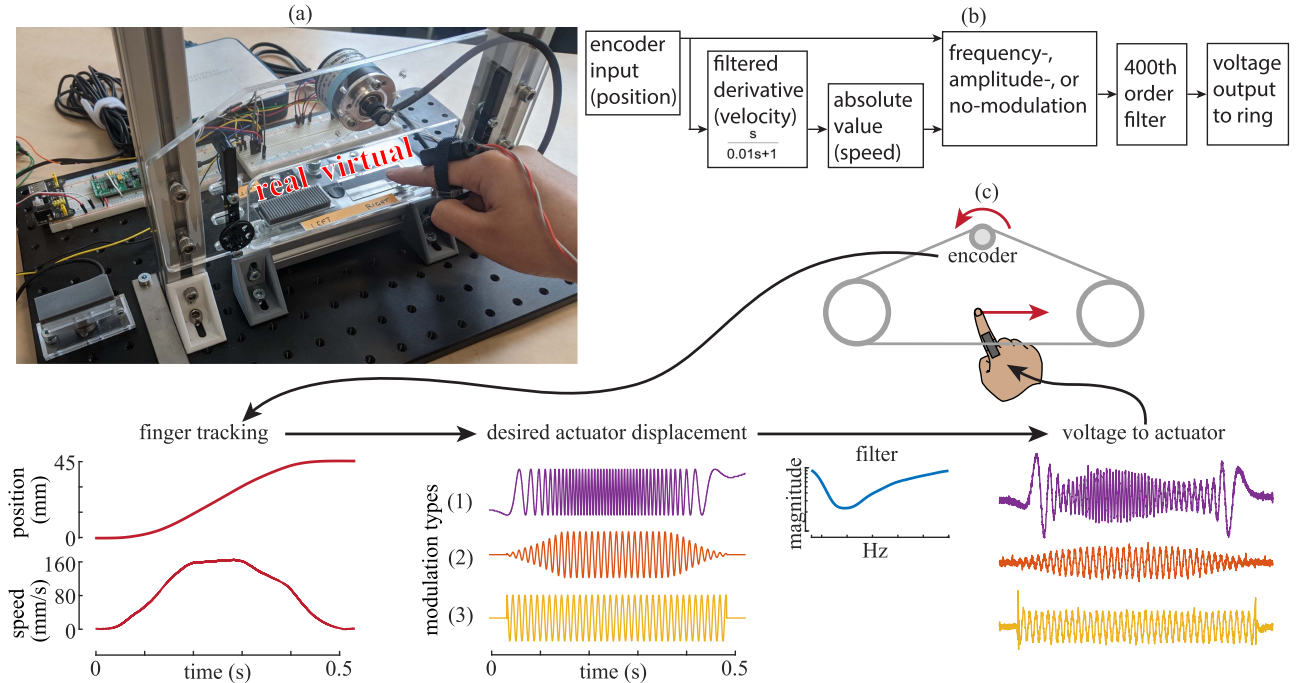 (a)
real virtual
LEFT
RIGHT
(b)
encoder
input
(position)
filtered
derivative
(velocity)
s
0.01s+1
absolute
value
(speed)
frequency-,
amplitude-, or
no-modulation
400th
order
filter
voltage
output
to ring
(c)
encoder
finger tracking
desired actuator displacement
voltage to actuator
position
(mm)
45
0
speed
(mm/s)
160
80
0
0
0.5
time (s)
modulation types
(1)
(2)
(3)
0
0.5
time (s)
filter
magnitude
Hz